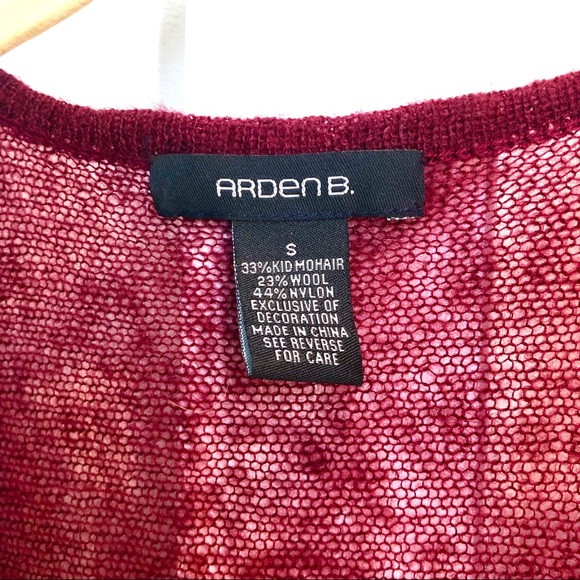 ARDen B.
S
33%KID MOHAIR
23%WOOL
44%NYLON
EXCLUSIVE OF
DECORATION
MADE IN CHINA
SEE REVERSE
FOR CARE